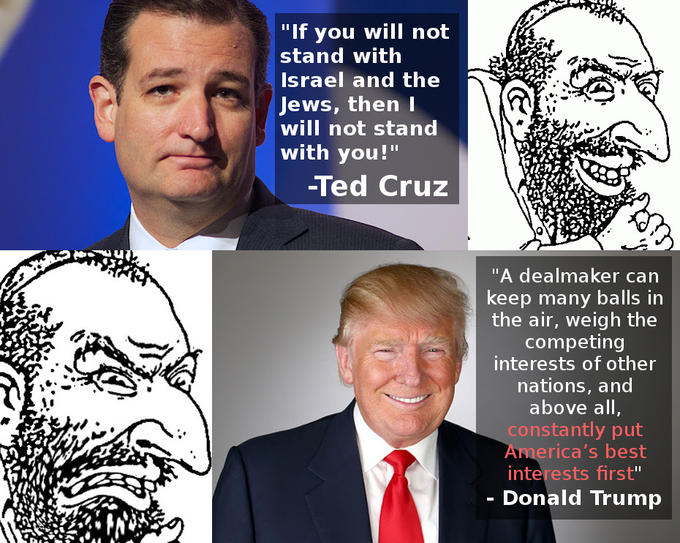 "If you will not
stand with
Israel and the
Jews, then I
will not stand
with you!"
-Ted Cruz
"A dealmaker can
keep many balls in
the air, weigh the
competing
interests of other
nations, and
above all,
constantly put
America's best
interests first"
- Donald Trump